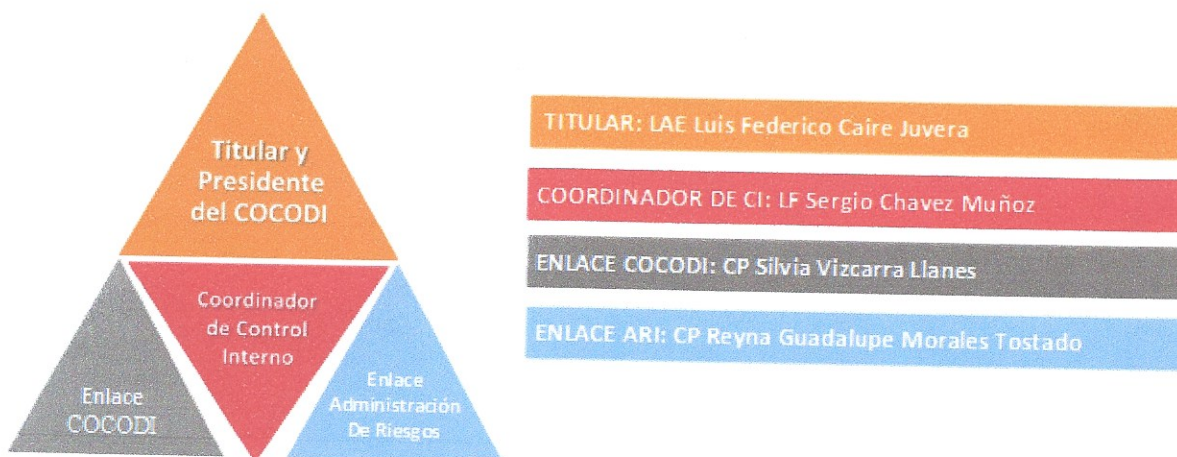 Titular y
Presidente
del COCODI
Coordinador
de Control
Interno
Enlace
COCODI
Enlace
Administración
De Riesgos
TITULAR: LAE Luis Federico Caire Juvera
COORDINADOR DE CI: LF Sergio Chavez Muñoz
ENLACE COCODI: CP Silvia Vizcarra Llanes
ENLACE ARI: CP Reyna Guadalupe Morales Tostado